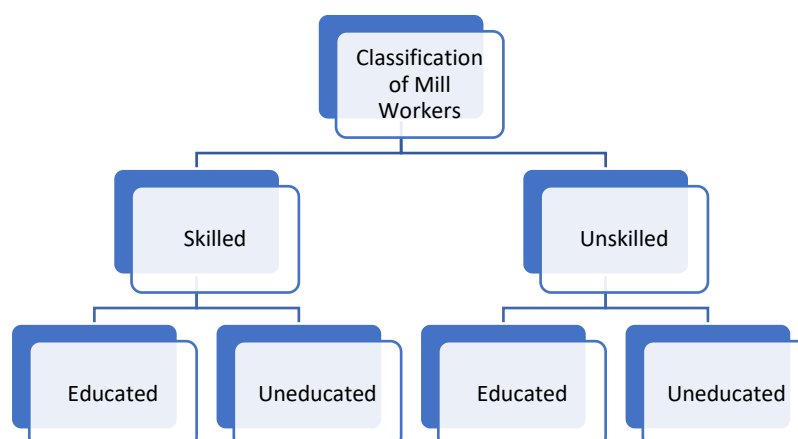 Classification
of Mill
Workers
Skilled
Unskilled
Educated
Uneducated
Educated
Uneducated